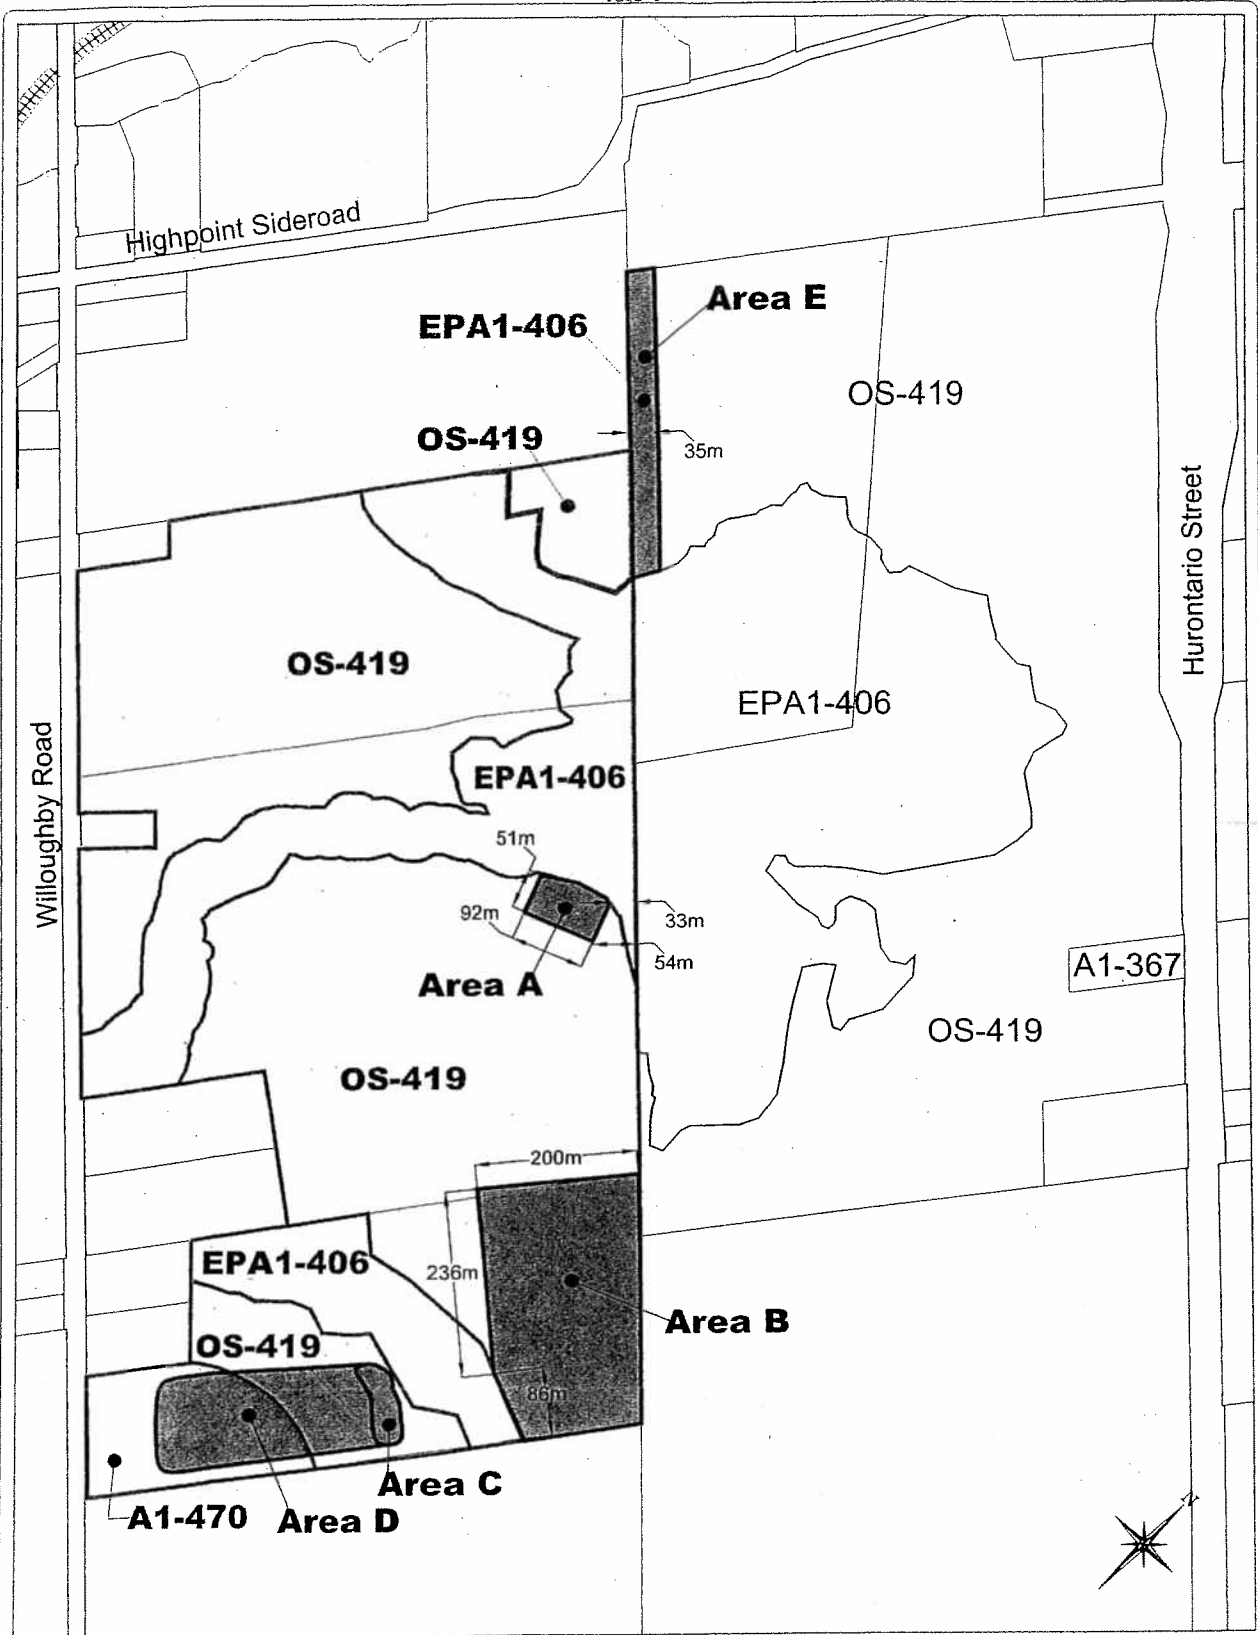 Highpoint Sideroad
Area E
EPA1-406
OS-419
OS-419
35m
Hurontario Street
OS-419
EPA1-406
Willoughby Road
EPA1-406
51m
92m
33m
54m
Area A
A1-367
OS-419
OS-419
200m
EPA1-406
236m
Area B
OS-419
86m
Area C
A1-470
Area D
N